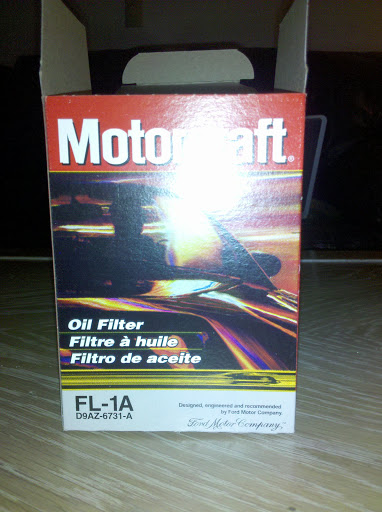 Motorcraft®
Oil Filter
Filtre à huile
Filtro de aceite
FL-1A
D9AZ-6731-A
Designed, engineered and recommended
by Ford Motor Company.
Ford Motor Company,™